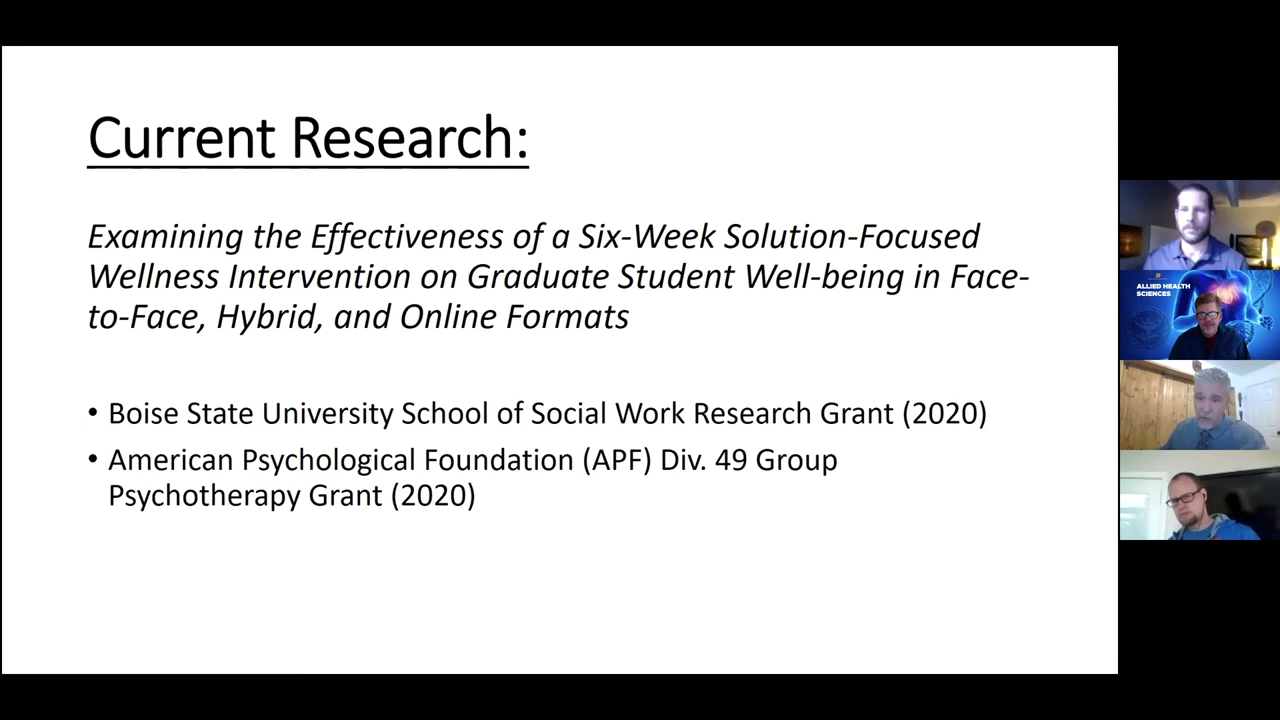 Current Research:
Examining the Effectiveness of a Six-Week Solution-Focused
Wellness Intervention on Graduate Student Well-being in Face-
to-Face, Hybrid, and Online Formats
• Boise State University School of Social Work Research Grant (2020)
• American Psychological Foundation (APF) Div. 49 Group
Psychotherapy Grant (2020)
ALLIED HEALTH
SCIENCES